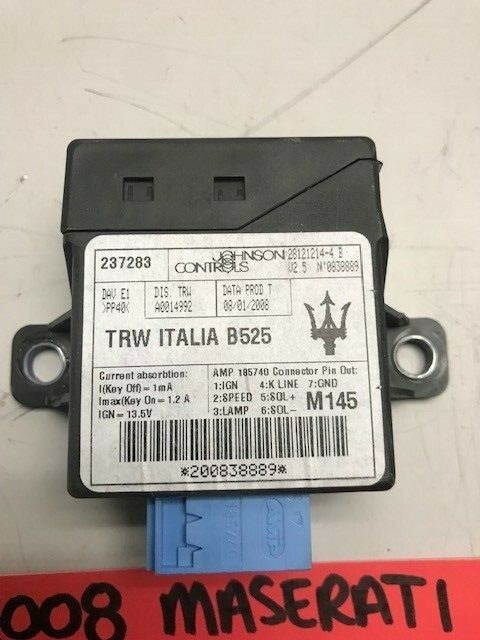 237283
JOHNSON CONTROLS
28121214-4 B
V2 5 N°0838889
DAV E1
>PP40<
DIS. TRW
A0014992
DATA PROD T
08/01/2008
TRW ITALIA B525
Current absorbtion:
I(Key Off) = 1mA
Imax(Key On = 1.2 A
IGN = 13.5V
AMP 185740 Connector Pin Out:
1:IGN 4:K LINE 7:GND
2:SPEED 5:SOL+
3:LAMP 6:SOL-
M145
*200838889*
AMP
008 MASERATI